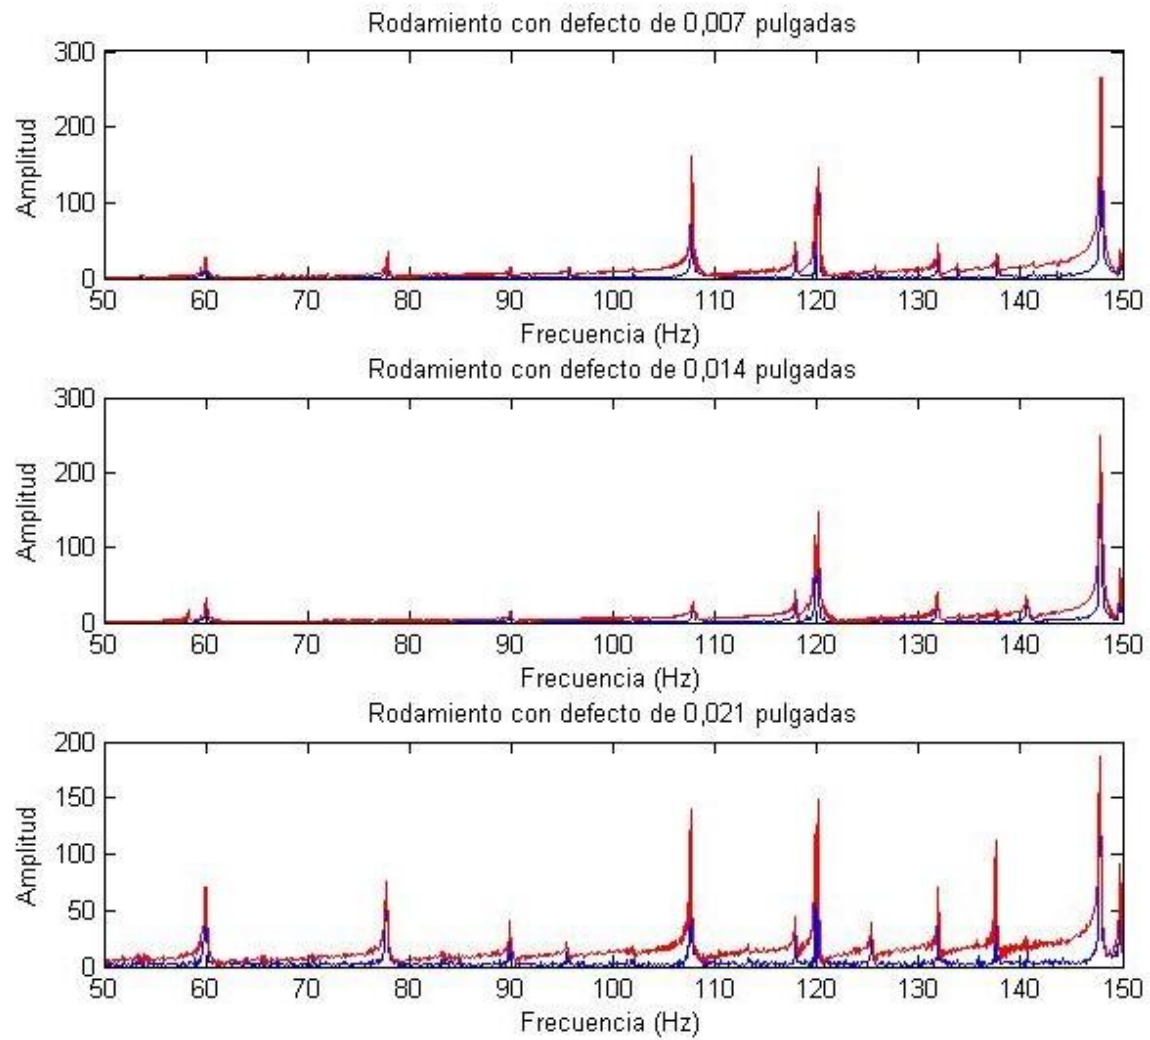 Rodamiento con defecto de 0,007 pulgadas
300
200
100
0
Amplitud
50 60 70 80 90 100 110 120 130 140 150
Frecuencia (Hz)
Rodamiento con defecto de 0,014 pulgadas
300
200
100
0
Amplitud
50 60 70 80 90 100 110 120 130 140 150
Frecuencia (Hz)
Rodamiento con defecto de 0,021 pulgadas
200
150
100
50
0
Amplitud
50 60 70 80 90 100 110 120 130 140 150
Frecuencia (Hz)